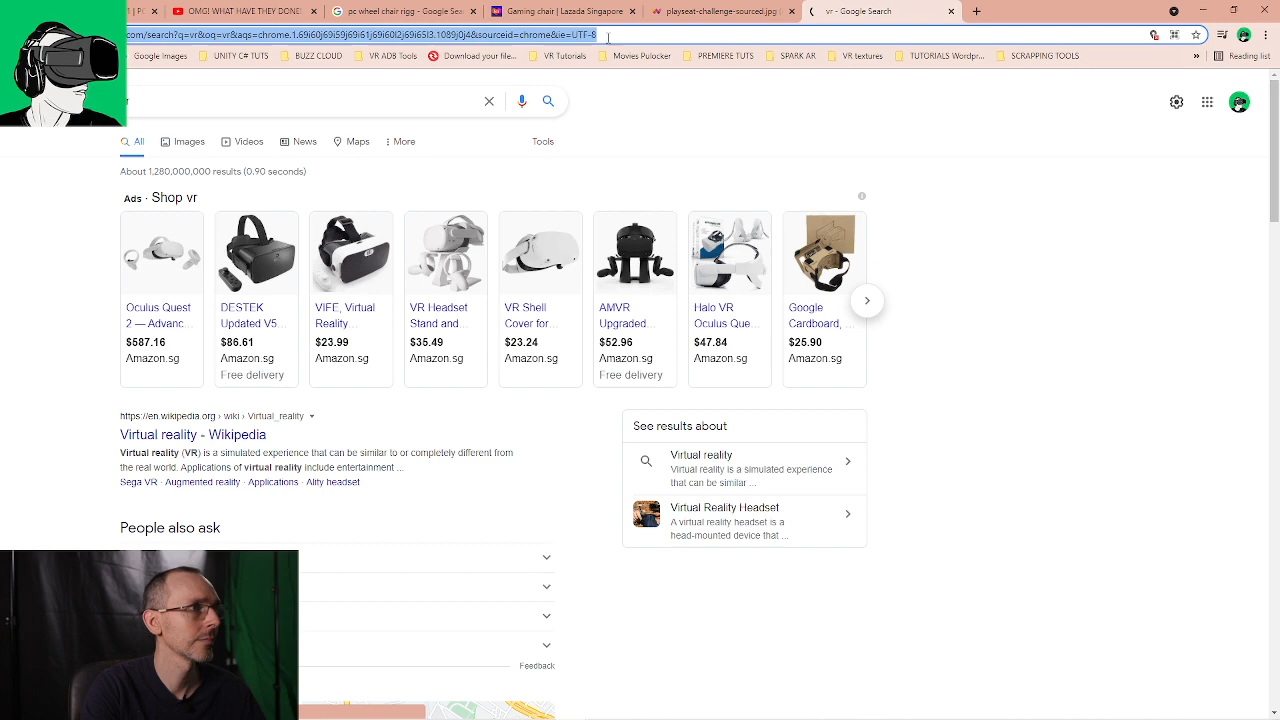 PC
OMG! WHAT HAVE THEY DONE!
pc wheel chair rigg - Google Sea
Gaming chair | Lazada Singapore
playseat-challenge-sourced.jpg (
vr - Google Search
com/search?q=vr&oq=vr&aqs=chrome.1.69i60j69i59j69i61j69i60l2j69i65l3.1089j0j4&sourceid=chrome&ie=UTF-8
Google Images
UNITY C# TUTS
BUZZ CLOUD
VR ADB Tools
Download your file...
VR Tutorials
Movies Pulocker
PREMIERE TUTS
SPARK AR
VR textures
TUTORIALS Wordpr...
SCRAPPING TOOLS
»
Reading list
All
Images
Videos
News
Maps
More
Tools
About 1,280,000,000 results (0.90 seconds)
Ads · Shop vr
Oculus Quest
2 — Advanc...
$587.16
Amazon.sg
DESTEK
Updated V5...
$86.61
Amazon.sg
Free delivery
VIFE, Virtual
Reality...
$23.99
Amazon.sg
VR Headset
Stand and...
$35.49
Amazon.sg
VR Shell
Cover for...
$23.24
Amazon.sg
AMVR
Upgraded...
$52.96
Amazon.sg
Free delivery
Halo VR
Oculus Que...
$47.84
Amazon.sg
Google
Cardboard, ...
$25.90
Amazon.sg
https://en.wikipedia.org › wiki › Virtual_reality
Virtual reality - Wikipedia
Virtual reality (VR) is a simulated experience that can be similar to or completely different from
the real world. Applications of virtual reality include entertainment ...
Sega VR · Augmented reality · Applications · Ality headset
See results about
Virtual reality
Virtual reality is a simulated experience
that can be similar ...
Virtual Reality Headset
A virtual reality headset is a
head-mounted device that ...
People also ask
Feedback